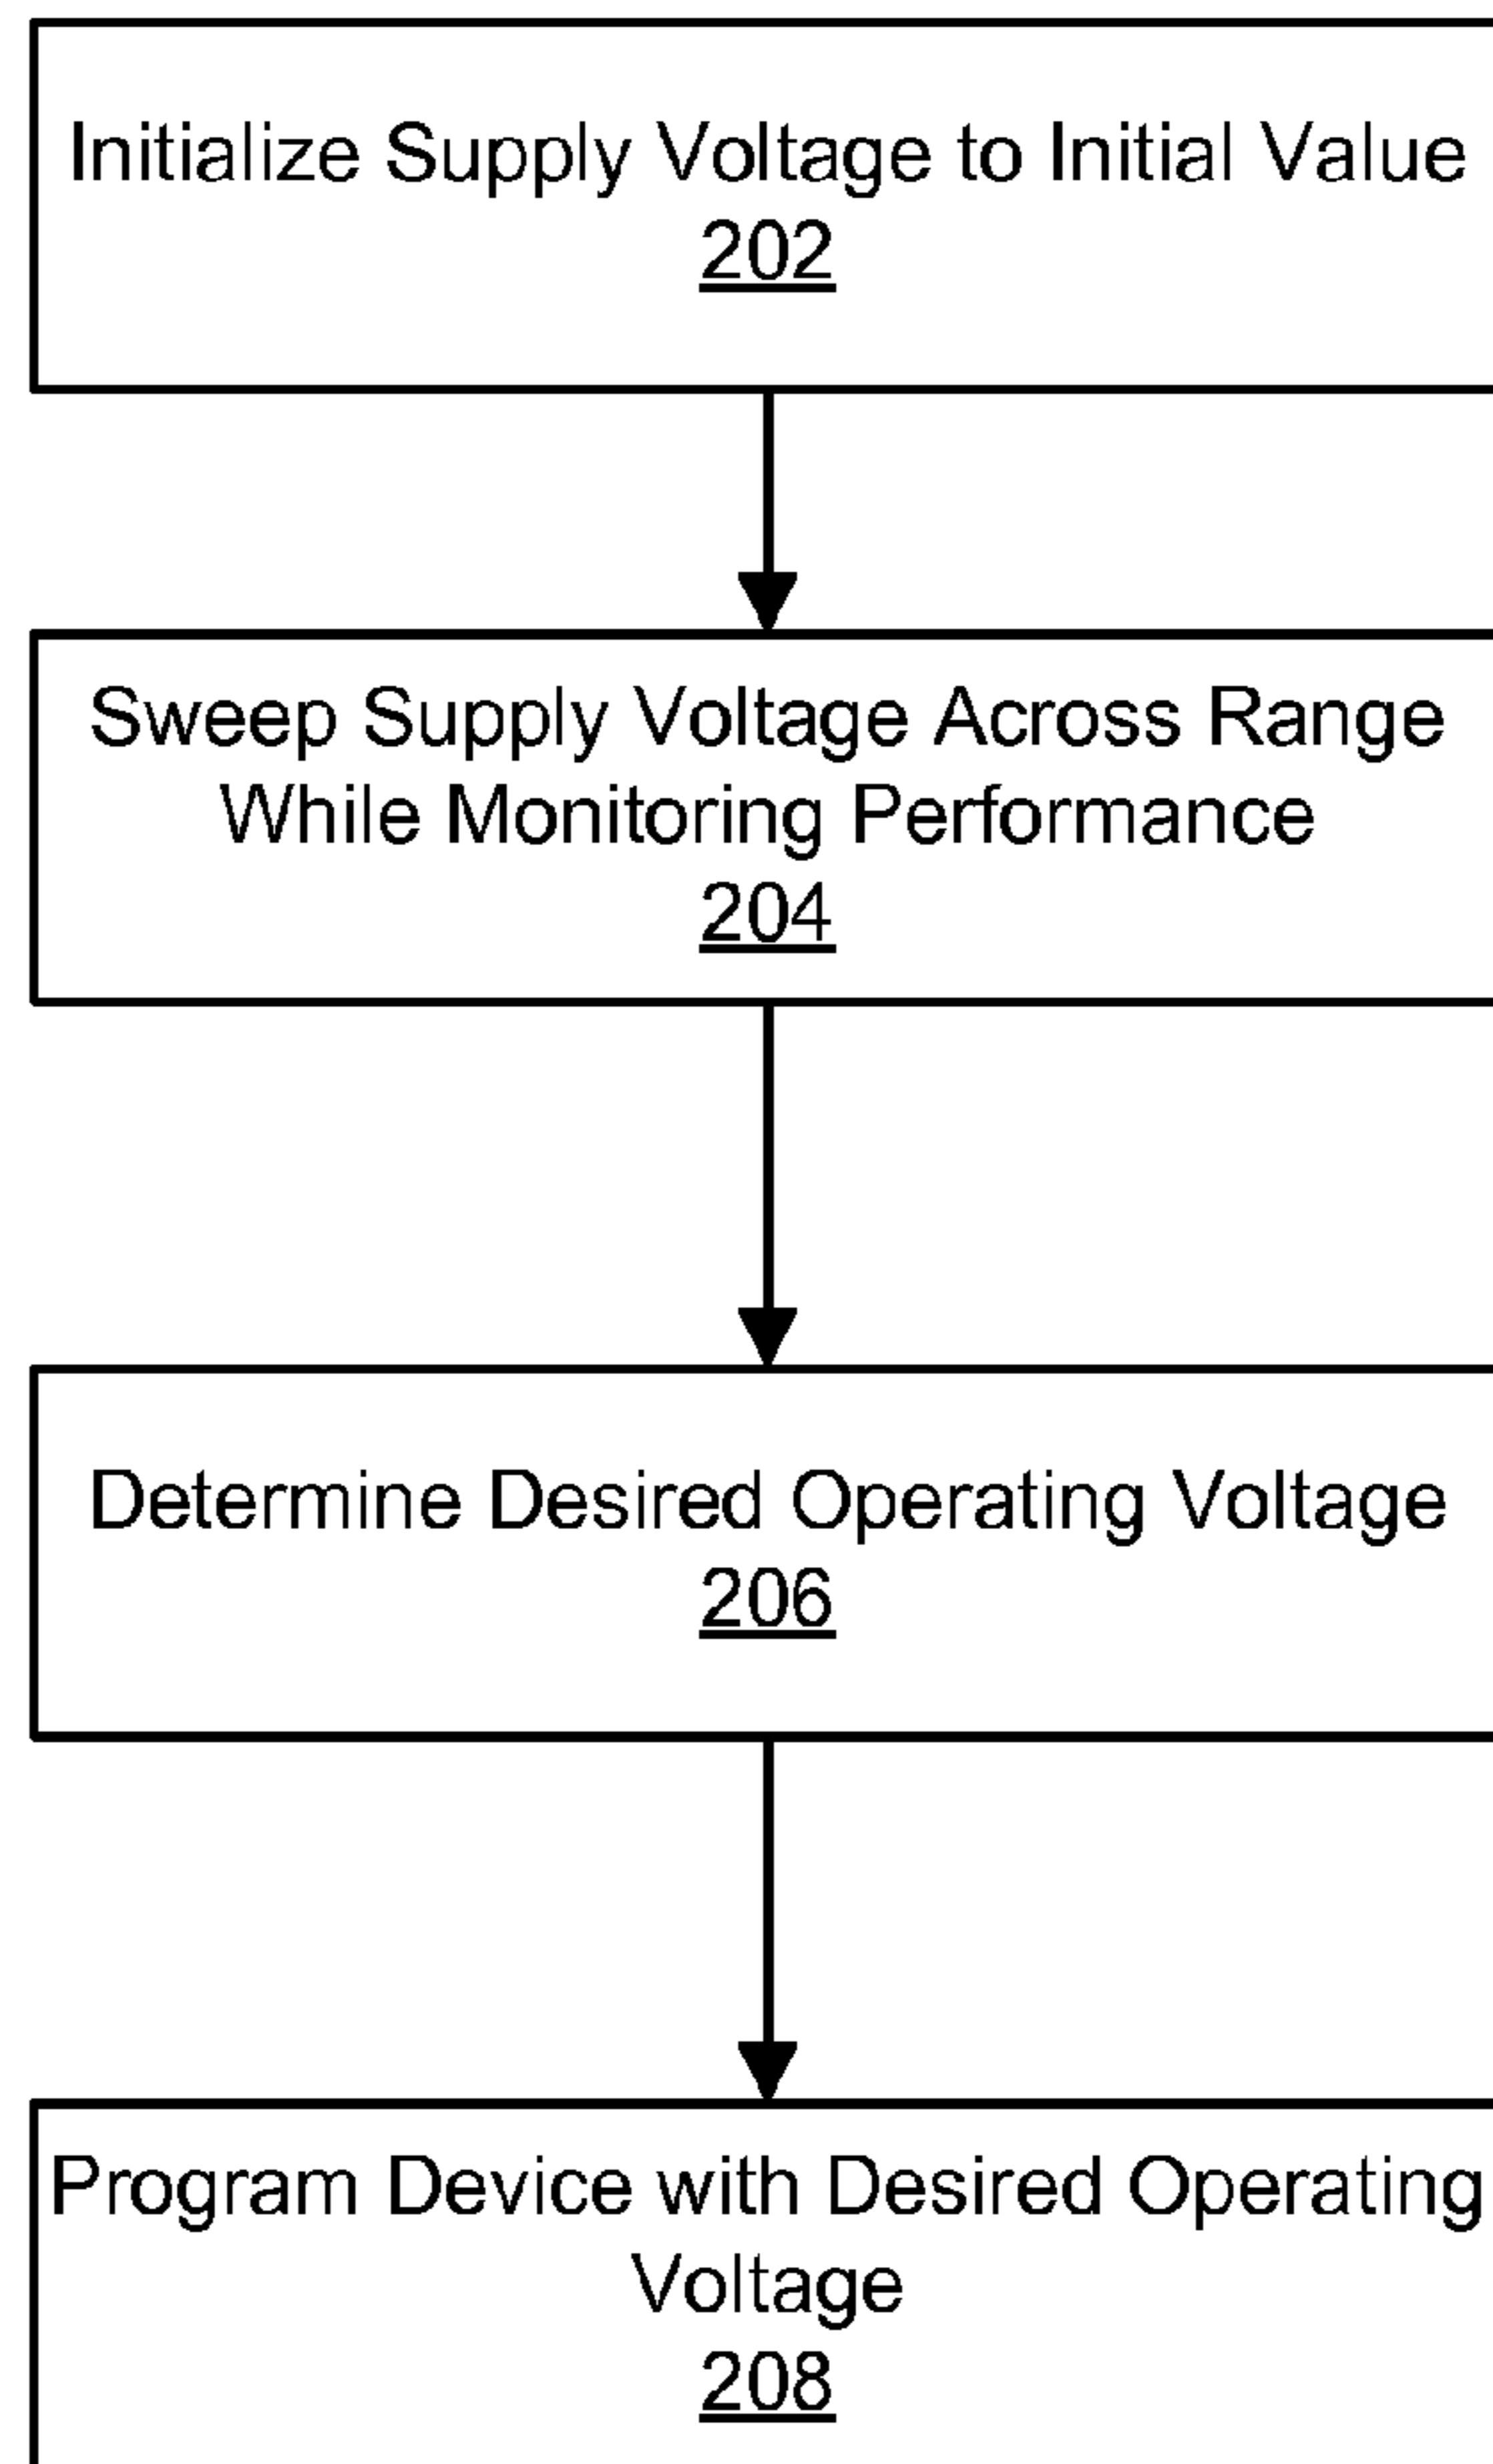 Initialize Supply Voltage to Initial Value
202
Sweep Supply Voltage Across Range
While Monitoring Performance
204
Determine Desired Operating Voltage
206
Program Device with Desired Operating
Voltage
208